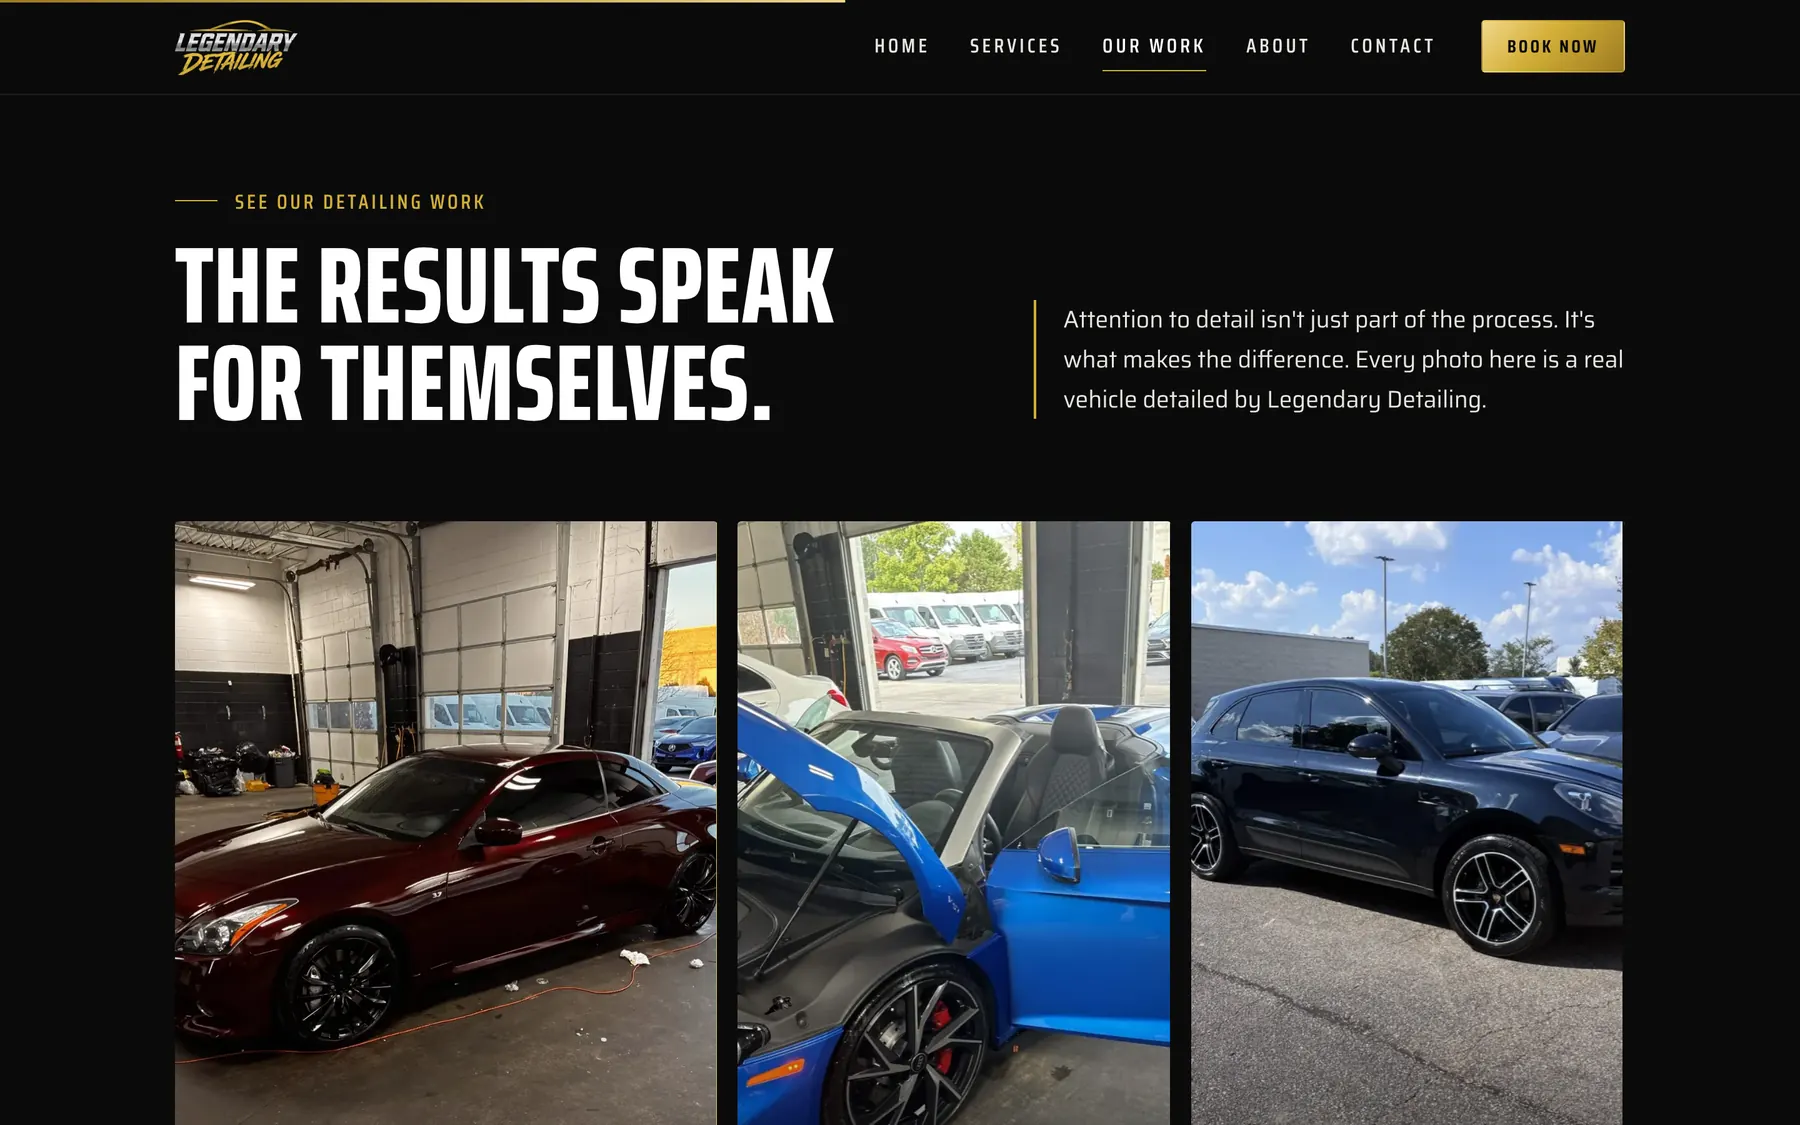 LEGENDARY
DETAILING
HOME
SERVICES
OUR WORK
ABOUT
CONTACT
BOOK NOW
SEE OUR DETAILING WORK
THE RESULTS SPEAK
FOR THEMSELVES.
Attention to detail isn't just part of the process. It's
what makes the difference. Every photo here is a real
vehicle detailed by Legendary Detailing.